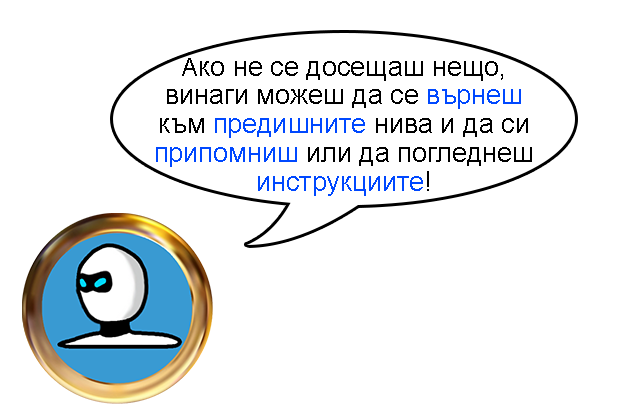 Ако не се досещаш нещо,
винаги можеш да се върнеш
към предишните нива и да си
припомниш или да погледнеш
инструкциите!